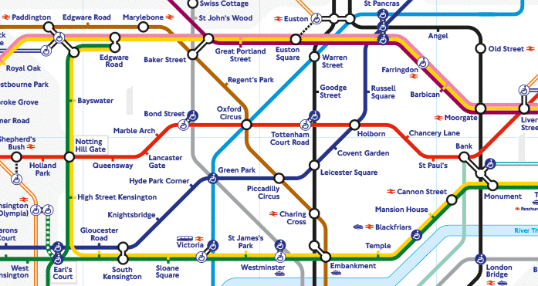 Swiss Cottage
St Pancras
Paddington
Edgware Road
Marylebone
St John's Wood
Euston
Angel
Old Street
Edgware
Road
Baker Street
Great Portland
Street
Euston
Square
Warren
Street
Royal Oak
Farringdon
Regent's Park
Barbican
Bayswater
Goodge
Street
Russell
Square
Moorgate
Bond Street
Oxford
Circus
Marble Arch
Tottenham
Court Road
Holborn
Chancery Lane
Notting
Hill Gate
Bank
Covent Garden
Holland
Park
Queensway
Lancaster
Gate
St Paul's
Leicester Square
Hyde Park Corner
Green Park
Piccadilly
Circus
Cannon Street
Monument
High Street Kensington
Mansion House
Knightsbridge
Charing
Cross
Gloucester
Road
Blackfriars
Victoria
St James's
Park
Temple
West
Earl's
Court
South
Kensington
Sloane
Square
Westminster
Embankment
London
Bridge